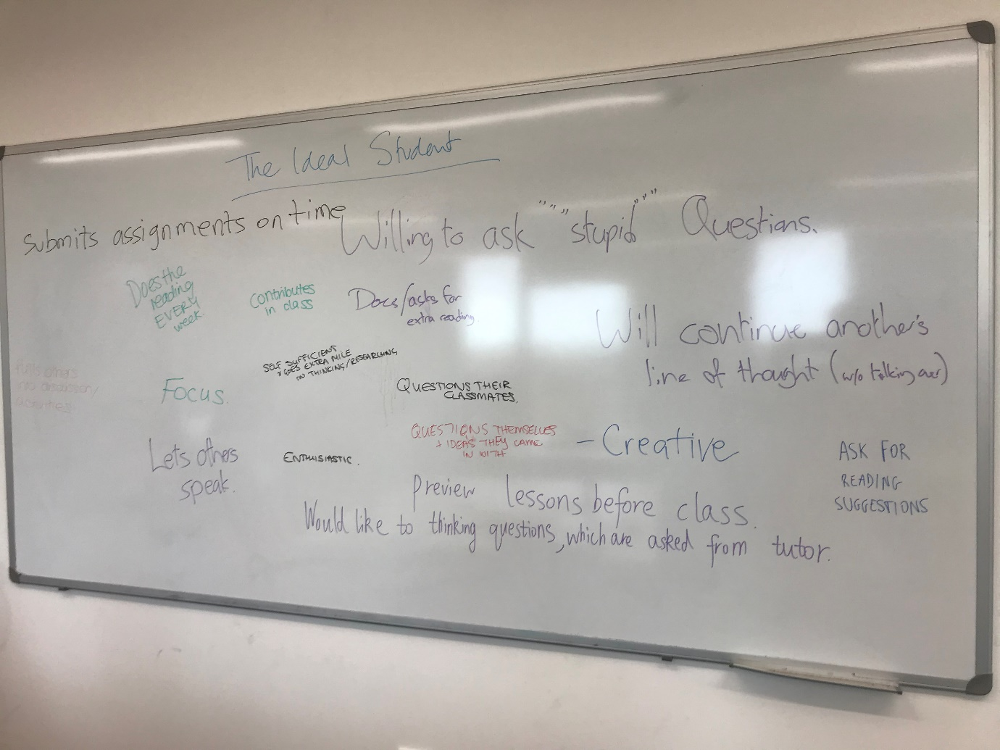 The Ideal Student
Submits assignments on time
Willing to ask """"stupid"""" Questions.
Does the
reading
EVERY
week.
Contributes
in class
Does/asks for
extra reading.
Will continue another's
line of thought (w/o talking over)
SELF SUFFICIENT
+ GOES EXTRA MILE
IN THINKING/RESEARCHING
Pulls others
into discussion/
activities
Focus.
QUESTIONS THEIR
CLASSMATES.
QUESTIONS THEMSELVES
+ IDEAS THEY CAME
IN WITH
- Creative
ASK FOR
READING
SUGGESTIONS
Lets others
speak.
ENTHUSIASTIC.
Preview lessons before class.
Would like to thinking questions, which are asked from tutor.